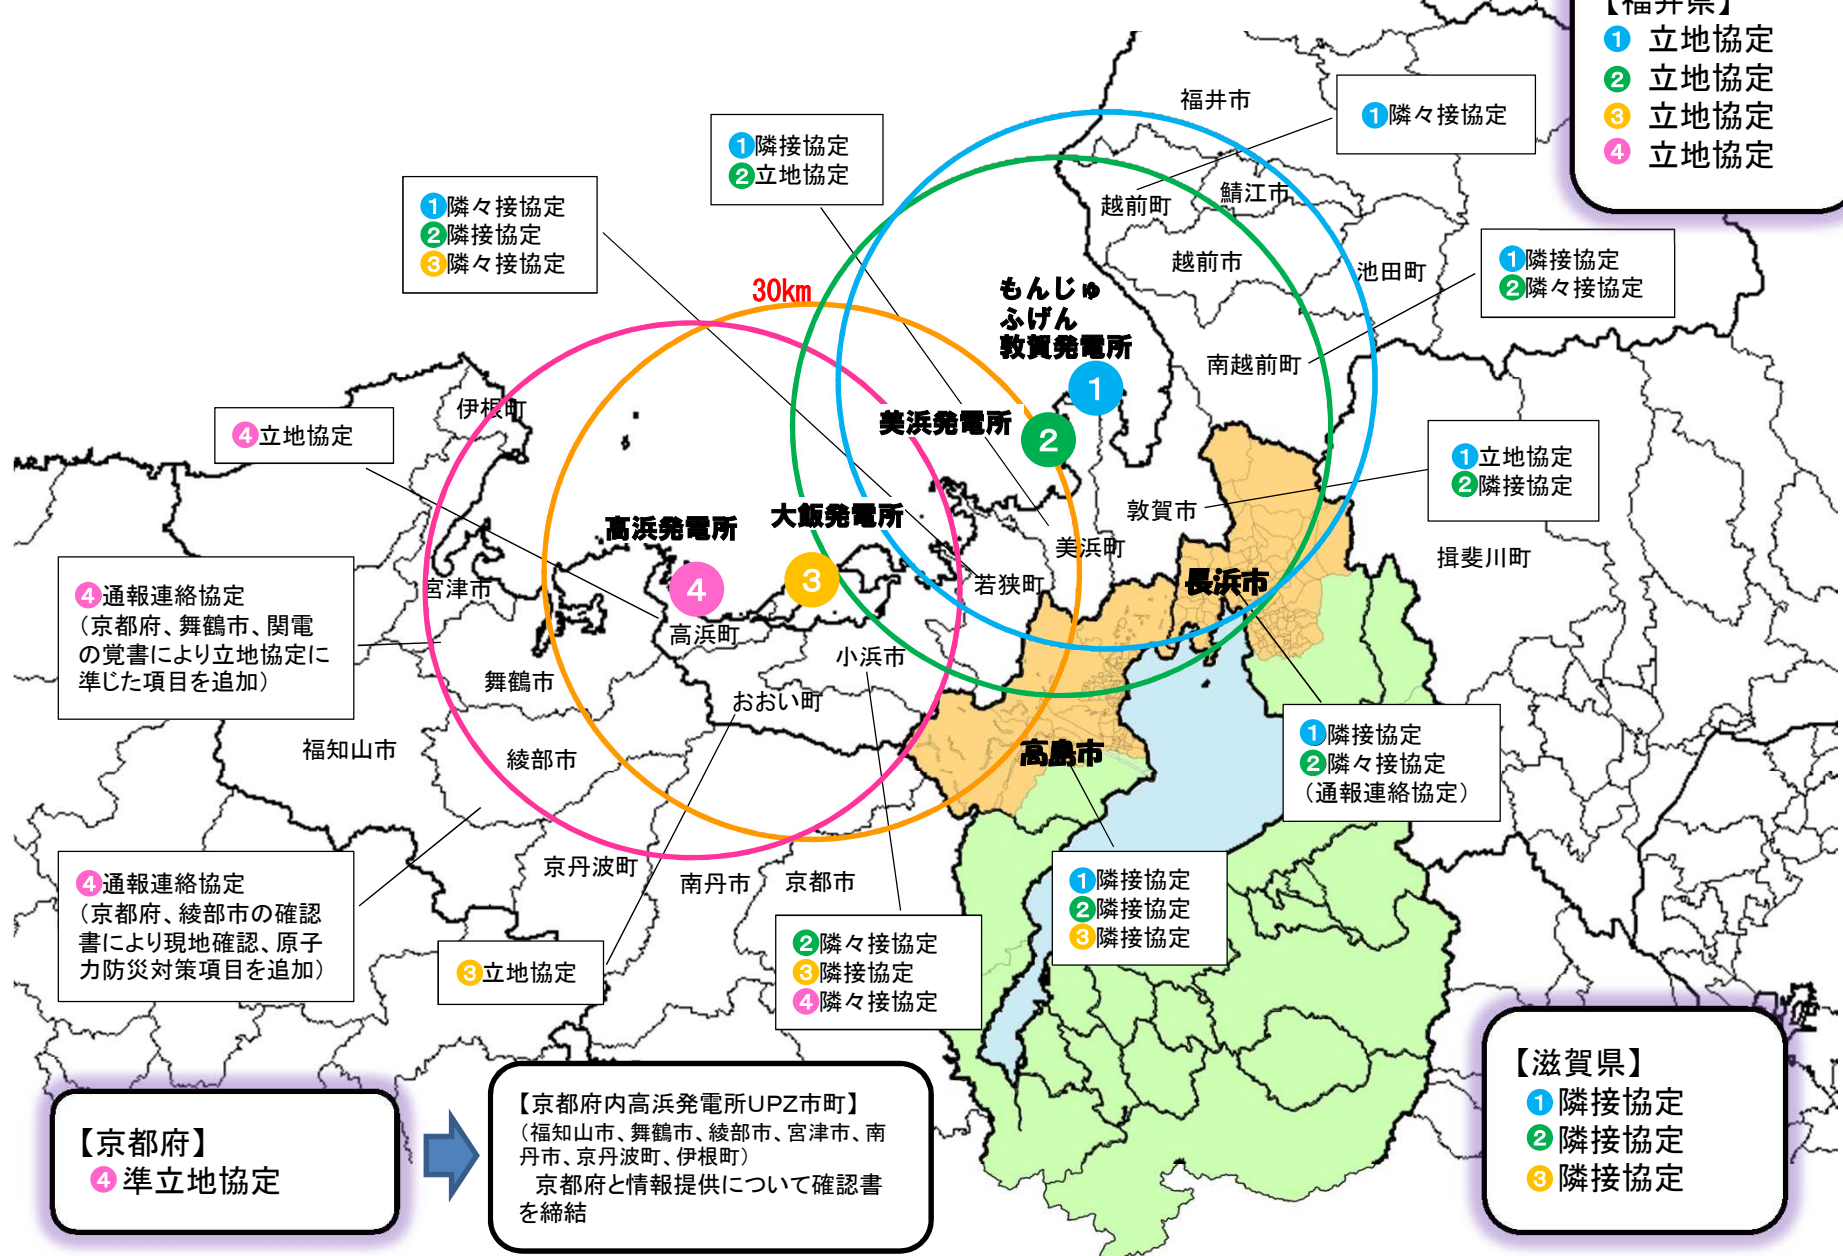 【福井県】
① 立地協定
② 立地協定
③ 立地協定
④ 立地協定
福井市
①隣々接協定
①隣接協定
②立地協定
①隣々接協定
②隣接協定
③隣々接協定
越前町
鯖江市
越前市
池田町
①隣接協定
②隣々接協定
30km
もんじゅ
ふげん
敦賀発電所
①
南越前町
美浜発電所
②
伊根町
④立地協定
①立地協定
②隣接協定
敦賀市
美浜町
揖斐川町
高浜発電所
④
大飯発電所
③
若狭町
長浜市
宮津市
④通報連絡協定
(京都府、舞鶴市、関電
の覚書により立地協定に
準じた項目を追加)
高浜町
小浜市
舞鶴市
おおい町
福知山市
綾部市
高島市
①隣接協定
②隣々接協定
(通報連絡協定)
京丹波町
南丹市
京都市
④通報連絡協定
(京都府、綾部市の確認
書により現地確認、原子
力防災対策項目を追加)
①隣接協定
②隣接協定
③隣接協定
③立地協定
②隣々接協定
③隣接協定
④隣々接協定
【京都府】
④準立地協定
【京都府内高浜発電所UPZ市町】
(福知山市、舞鶴市、綾部市、宮津市、南
丹市、京丹波町、伊根町)
京都府と情報提供について確認書
を締結
【滋賀県】
①隣接協定
②隣接協定
③隣接協定